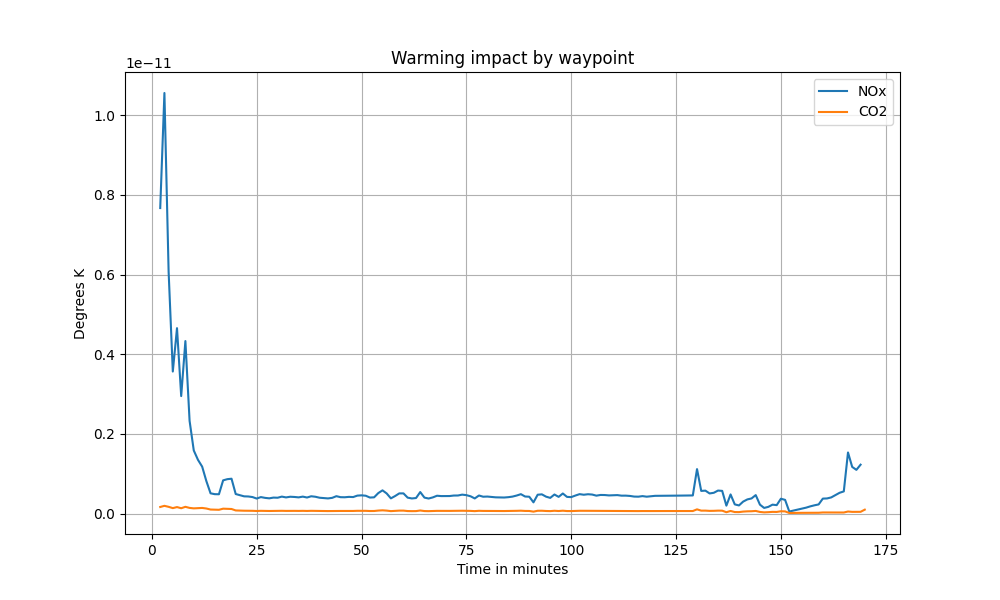 Warming impact by waypoint
1e−11
NOx
CO2
1.0
0.8
0.6
0.4
0.2
0.0
Degrees K
0 25 50 75 100 125 150 175
Time in minutes